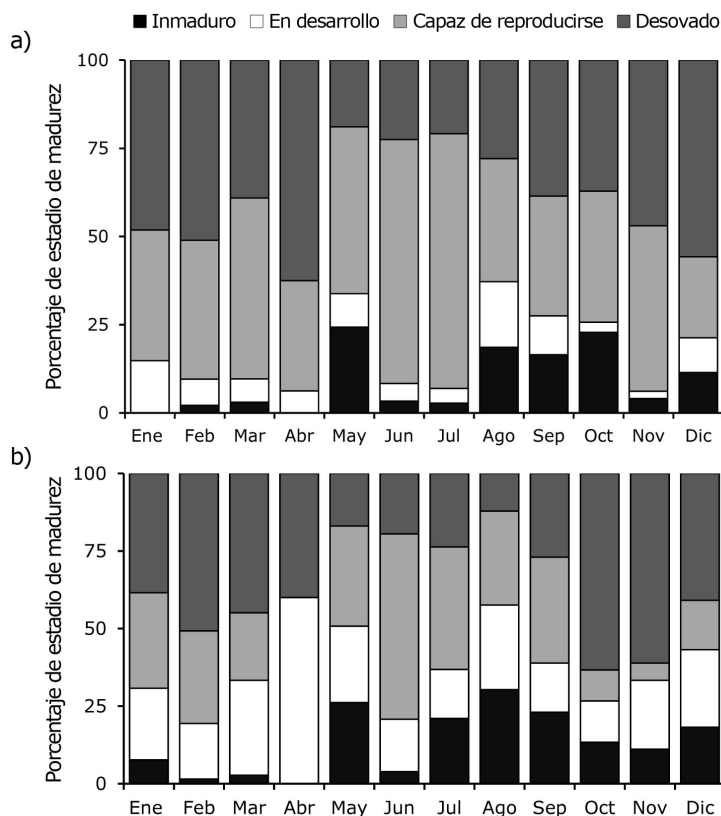 Inmaduro En desarrollo Capaz de reproducirse Desovado
a)
Porcentaje de estadio de madurez
100
75
50
25
0
Ene Feb Mar Abr May Jun Jul Ago Sep Oct Nov Dic
b)
Porcentaje de estadio de madurez
100
75
50
25
0
Ene Feb Mar Abr May Jun Jul Ago Sep Oct Nov Dic